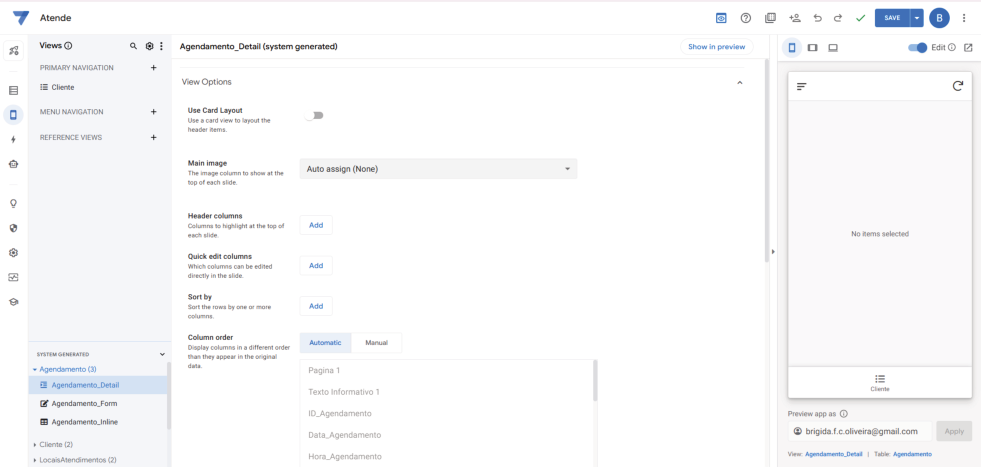 Atende
SAVE
B
Views
Agendamento_Detail (system generated)
Show in preview
Edit
PRIMARY NAVIGATION
Cliente
MENU NAVIGATION
REFERENCE VIEWS
View Options
Use Card Layout
Use a card view to layout the
header items.
Main image
The image column to show at the
top of each slide.
Auto assign (None)
Header columns
Columns to highlight at the top of
each slide.
Add
Quick edit columns
Which columns can be edited
directly in the slide.
Add
Sort by
Sort the rows by one or more
columns.
Add
Column order
Display columns in a different order
than they appear in the original
data.
Automatic
Manual
Pagina 1
Texto Informativo 1
ID_Agendamento
Data_Agendamento
Hora_Agendamento
SYSTEM GENERATED
Agendamento (3)
Agendamento_Detail
Agendamento_Form
Agendamento_Inline
Cliente (2)
LocaisAtendimentos (2)
No items selected
Cliente
Preview app as
brigida.f.c.oliveira@gmail.com
Apply
View: Agendamento_Detail | Table: Agendamento